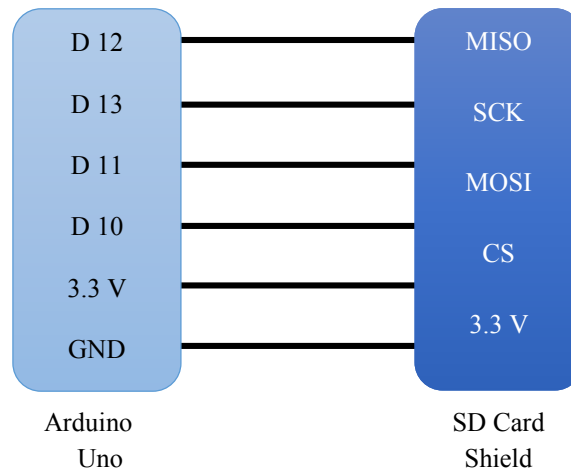 D 12
D 13
D 11
D 10
3.3 V
GND
MISO
SCK
MOSI
CS
3.3 V
Arduino
Uno
SD Card
Shield